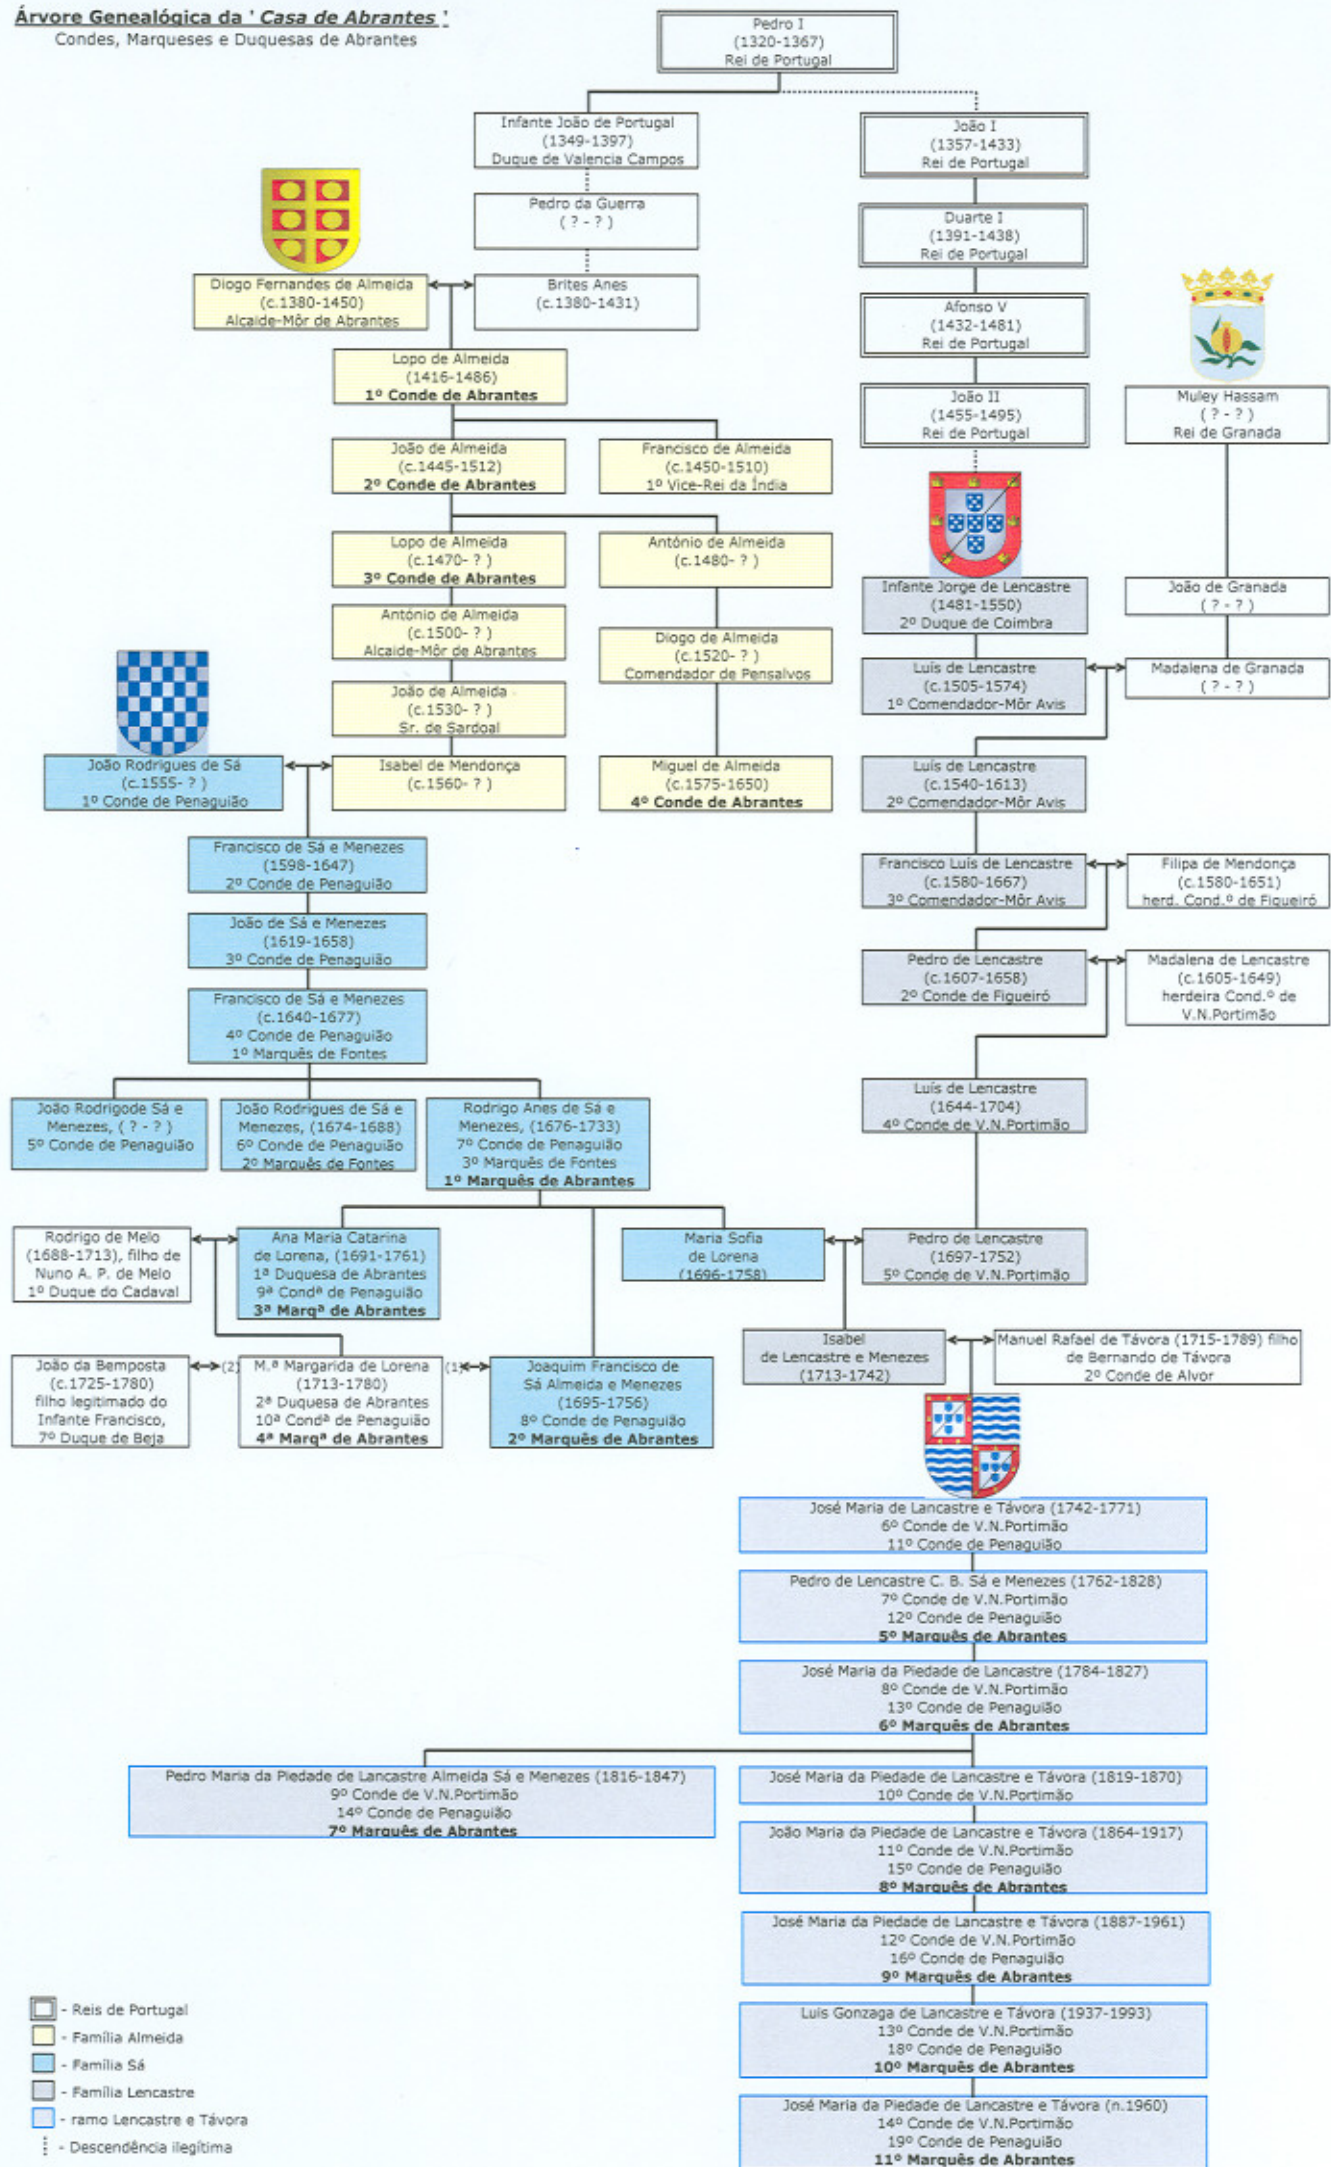 Árvore Genealógica da ' Casa de Abrantes '
Condes, Marqueses e Duquesas de Abrantes
Pedro I
(1320-1367)
Rei de Portugal
Infante João de Portugal
(1349-1397)
Duque de Valencia Campos
João I
(1357-1433)
Rei de Portugal
Pedro da Guerra
( ? - ? )
Duarte I
(1391-1438)
Rei de Portugal
Diogo Fernandes de Almeida
(c.1380-1450)
Alcaide-Môr de Abrantes
Brites Anes
(c.1380-1431)
Afonso V
(1432-1481)
Rei de Portugal
Lopo de Almeida
(1416-1486)
1º Conde de Abrantes
João II
(1455-1495)
Rei de Portugal
Muley Hassam
( ? - ? )
Rei de Granada
João de Almeida
(c.1445-1512)
2º Conde de Abrantes
Francisco de Almeida
(c.1450-1510)
1º Vice-Rei da Índia
Lopo de Almeida
(c.1470- ? )
3º Conde de Abrantes
António de Almeida
(c.1480- ? )
Infante Jorge de Lencastre
(1481-1550)
2º Duque de Coimbra
João de Granada
( ? - ? )
António de Almeida
(c.1500- ? )
Alcaide-Môr de Abrantes
Diogo de Almeida
(c.1520- ? )
Comendador de Pensalvos
Luís de Lencastre
(c.1505-1574)
1º Comendador-Môr Avis
Madalena de Granada
( ? - ? )
João de Almeida
(c.1530- ? )
Sr. de Sardoal
João Rodrigues de Sá
(c.1555- ? )
1º Conde de Penaguião
Isabel de Mendonça
(c.1560- ? )
Miguel de Almeida
(c.1575-1650)
4º Conde de Abrantes
Luís de Lencastre
(c.1540-1613)
2º Comendador-Môr Avis
Francisco de Sá e Menezes
(1598-1647)
2º Conde de Penaguião
Francisco Luís de Lencastre
(c.1580-1667)
3º Comendador-Môr Avis
Filipa de Mendonça
(c.1580-1651)
herd. Cond.º de Figueiró
João de Sá e Menezes
(1619-1658)
3º Conde de Penaguião
Pedro de Lencastre
(c.1607-1658)
2º Conde de Figueiró
Madalena de Lencastre
(c.1605-1649)
herdeira Cond.º de
V.N.Portimão
Francisco de Sá e Menezes
(c.1640-1677)
4º Conde de Penaguião
1º Marquês de Fontes
Luís de Lencastre
(1644-1704)
4º Conde de V.N.Portimão
João Rodrigode Sá e
Menezes, ( ? - ? )
5º Conde de Penaguião
João Rodrigues de Sá e
Menezes, (1674-1688)
6º Conde de Penaguião
2º Marquês de Fontes
Rodrigo Anes de Sá e
Menezes, (1676-1733)
7º Conde de Penaguião
3º Marquês de Fontes
1º Marquês de Abrantes
Rodrigo de Melo
(1688-1713), filho de
Nuno A. P. de Melo
1º Duque do Cadaval
Ana Maria Catarina
de Lorena, (1691-1761)
1ª Duquesa de Abrantes
9ª Condª de Penaguião
3ª Marqª de Abrantes
Maria Sofia
de Lorena
(1696-1758)
Pedro de Lencastre
(1697-1752)
5º Conde de V.N.Portimão
Isabel
de Lencastre e Menezes
(1713-1742)
Manuel Rafael de Távora (1715-1789) filho
de Bernando de Távora
2º Conde de Alvor
João da Bemposta
(c.1725-1780)
filho legitimado do
Infante Francisco,
7º Duque de Beja
(2)
M.ª Margarida de Lorena
(1713-1780)
2ª Duquesa de Abrantes
10ª Condª de Penaguião
4ª Marqª de Abrantes
(1)
Joaquim Francisco de
Sá Almeida e Menezes
(1695-1756)
8º Conde de Penaguião
2º Marquês de Abrantes
José Maria de Lancastre e Távora (1742-1771)
6º Conde de V.N.Portimão
11º Conde de Penaguião
Pedro de Lencastre C. B. Sá e Menezes (1762-1828)
7º Conde de V.N.Portimão
12º Conde de Penaguião
5º Marquês de Abrantes
José Maria da Piedade de Lancastre (1784-1827)
8º Conde de V.N.Portimão
13º Conde de Penaguião
6º Marquês de Abrantes
Pedro Maria da Piedade de Lancastre Almeida Sá e Menezes (1816-1847)
9º Conde de V.N.Portimão
14º Conde de Penaguião
7º Marquês de Abrantes
José Maria da Piedade de Lancastre e Távora (1819-1870)
10º Conde de V.N.Portimão
João Maria da Piedade de Lancastre e Távora (1864-1917)
11º Conde de V.N.Portimão
15º Conde de Penaguião
8º Marquês de Abrantes
José Maria da Piedade de Lancastre e Távora (1887-1961)
12º Conde de V.N.Portimão
16º Conde de Penaguião
9º Marquês de Abrantes
Luís Gonzaga de Lancastre e Távora (1937-1993)
13º Conde de V.N.Portimão
18º Conde de Penaguião
10º Marquês de Abrantes
José Maria da Piedade de Lancastre e Távora (n.1960)
14º Conde de V.N.Portimão
19º Conde de Penaguião
11º Marquês de Abrantes
- Reis de Portugal
- Família Almeida
- Família Sá
- Família Lencastre
- ramo Lencastre e Távora
- Descendência ilegítima